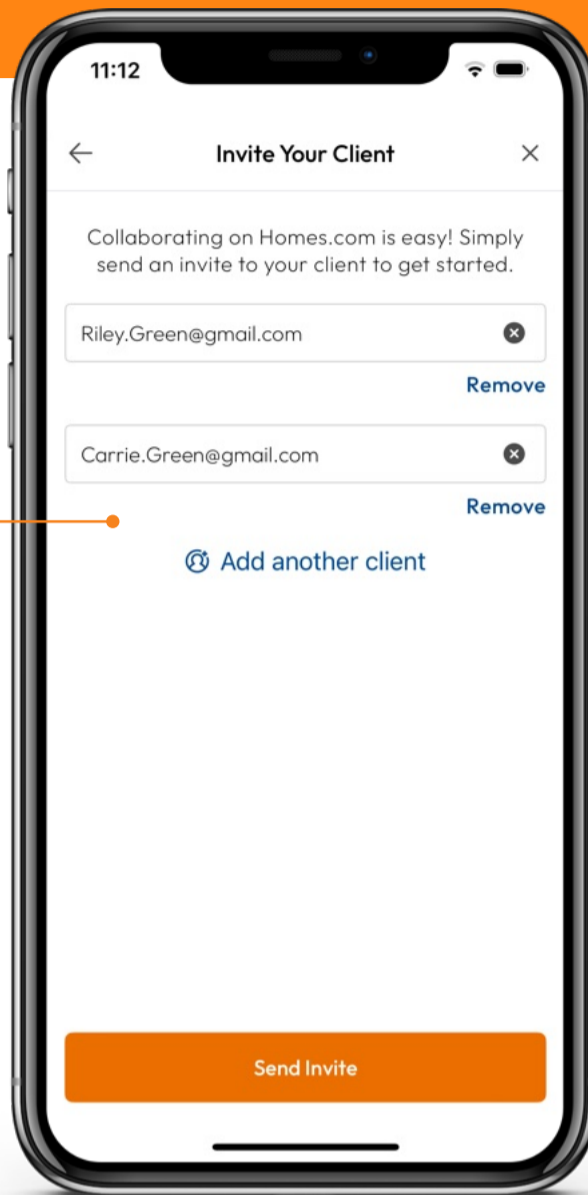 11:12
Invite Your Client
Collaborating on Homes.com is easy! Simply
send an invite to your client to get started.
Riley.Green@gmail.com
Remove
Carrie.Green@gmail.com
Remove
Add another client
Send Invite